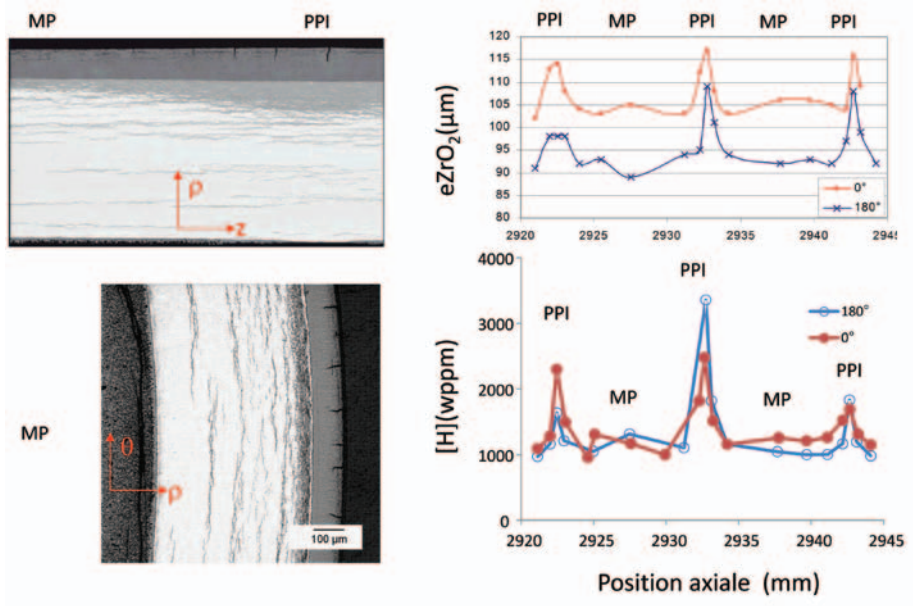 MP PPI
ρ
z
MP
θ
ρ
100 µm
PPI MP PPI MP PPI
eZrO₂(µm)
120
115
110
105
100
95
90
85
80
0°
180°
2920 2925 2930 2935 2940 2945
[H](wppm)
4000
3000
2000
1000
0
PPI
PPI
MP
MP
PPI
180°
0°
2920 2925 2930 2935 2940 2945
Position axiale (mm)